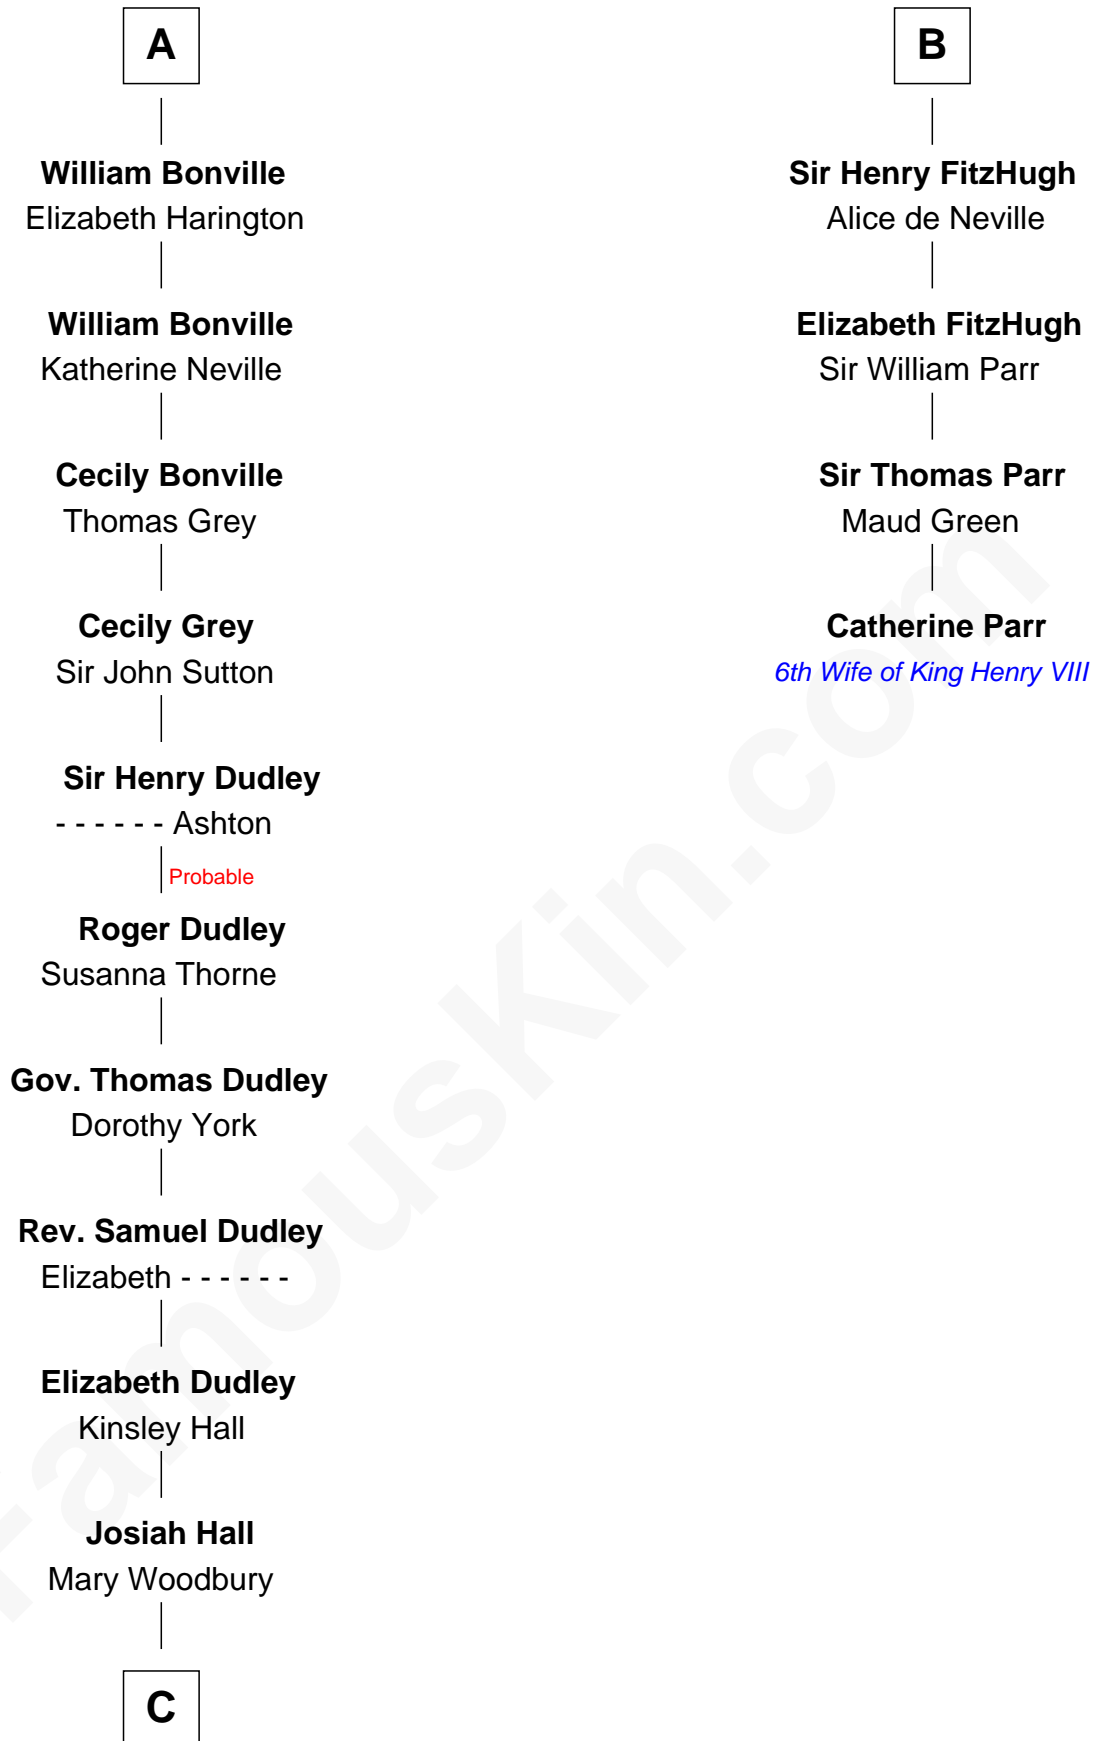 A
William Bonville
Elizabeth Harington
William Bonville
Katherine Neville
Cecily Bonville
Thomas Grey
Cecily Grey
Sir John Sutton
Sir Henry Dudley
- - - - - - Ashton
Probable
Roger Dudley
Susanna Thorne
Gov. Thomas Dudley
Dorothy York
Rev. Samuel Dudley
Elizabeth - - - - - -
Elizabeth Dudley
Kinsley Hall
Josiah Hall
Mary Woodbury
C
B
Sir Henry FitzHugh
Alice de Neville
Elizabeth FitzHugh
Sir William Parr
Sir Thomas Parr
Maud Green
Catherine Parr
6th Wife of King Henry VIII
FamousKin.com